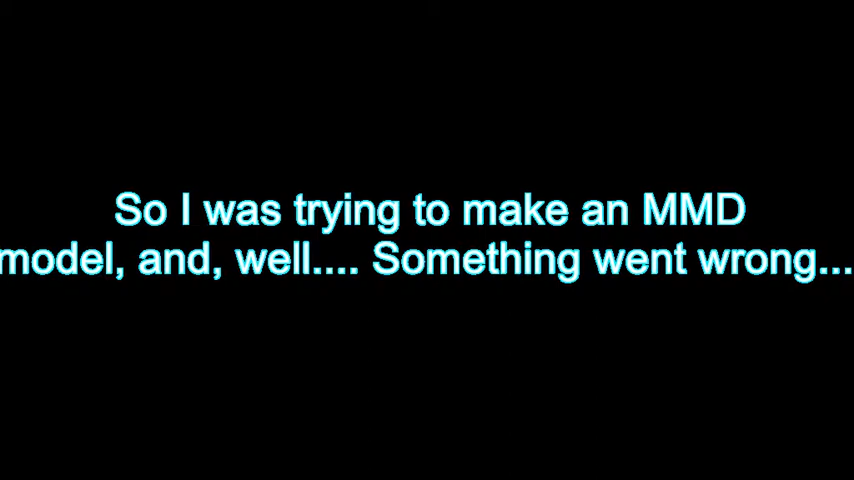 So I was trying to make an MMD
model, and, well.... Something went wrong...